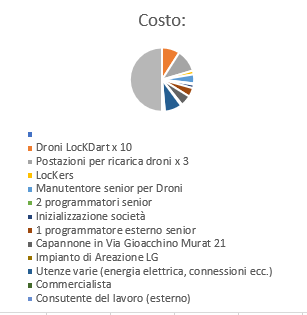 Costo:
Droni LocKDart x 10
Postazioni per ricarica droni x 3
LocKers
Manutentore senior per Droni
2 programmatori senior
Inizializzazione società
1 programmatore esterno senior
Capannone in Via Gioacchino Murat 21
Impianto di Areazione LG
Utenze varie (energia elettrica, connessioni ecc.)
Commercialista
Consutente del lavoro (esterno)